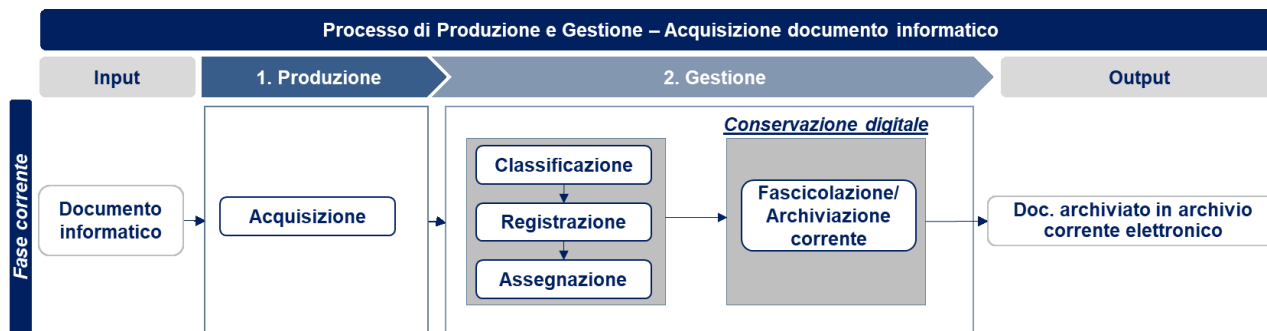 Processo di Produzione e Gestione – Acquisizione documento informatico
Input
1. Produzione
2. Gestione
Output
Fase corrente
Documento
informatico
Acquisizione
Classificazione
Registrazione
Assegnazione
Conservazione digitale
Fascicolazione/
Archiviazione
corrente
Doc. archiviato in archivio
corrente elettronico